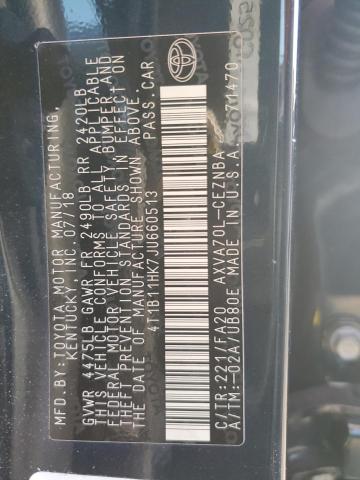 MFD. BY: TOYOTA MOTOR MANUFACTURING,
KENTUCKY, INC. 07/18
GVWR 4475LB GAWR FR 2490LB RR 2420LB
THIS VEHICLE CONFORMS TO ALL APPLICABLE
FEDERAL MOTOR VEHICLE SAFETY, BUMPER, AND
THEFT PREVENTION STANDARDS IN EFFECT ON
THE DATE OF MANUFACTURE SHOWN ABOVE.
4T1B11HK7JU660513 PASS.CAR
C/TR:221/FA20 AXVA70L-CEZNBA
A/TM:-02A/UB80E MADE IN U.S.A. 711470